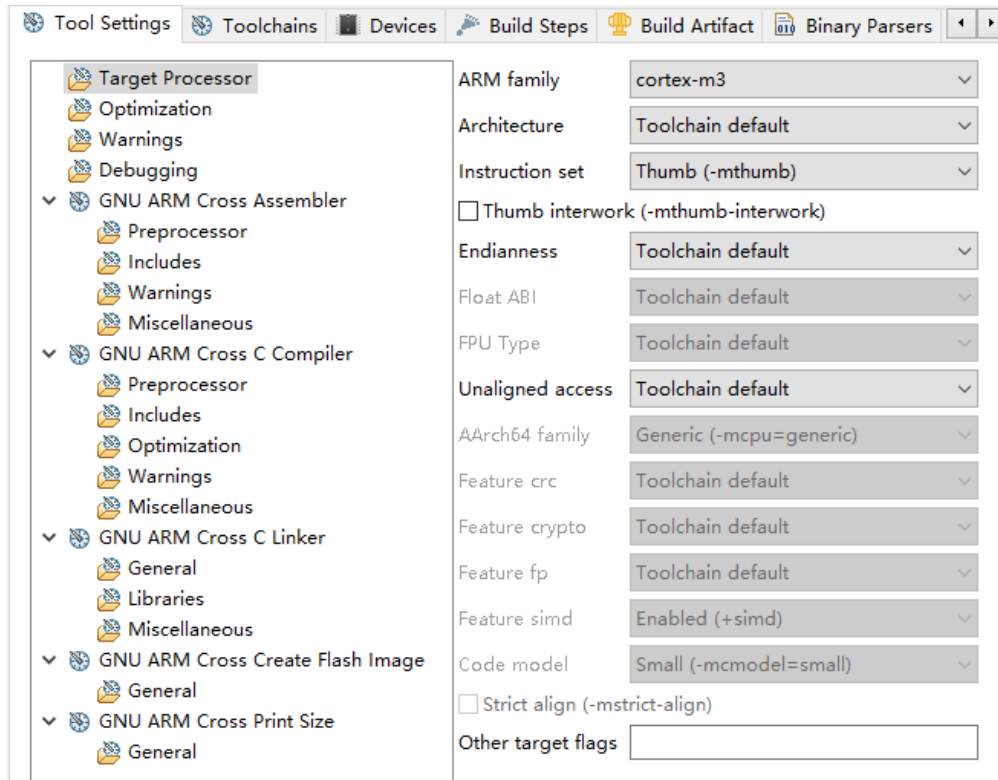 Tool Settings Toolchains Devices Build Steps Build Artifact Binary Parsers
Target Processor
Optimization
Warnings
Debugging
GNU ARM Cross Assembler
Preprocessor
Includes
Warnings
Miscellaneous
GNU ARM Cross C Compiler
Preprocessor
Includes
Optimization
Warnings
Miscellaneous
GNU ARM Cross C Linker
General
Libraries
Miscellaneous
GNU ARM Cross Create Flash Image
General
GNU ARM Cross Print Size
General
ARM family cortex-m3
Architecture Toolchain default
Instruction set Thumb (-mthumb)
Thumb interwork (-mthumb-interwork)
Endianness Toolchain default
Float ABI Toolchain default
FPU Type Toolchain default
Unaligned access Toolchain default
AArch64 family Generic (-mcpu=generic)
Feature crc Toolchain default
Feature crypto Toolchain default
Feature fp Toolchain default
Feature simd Enabled (+simd)
Code model Small (-mcmodel=small)
Strict align (-mstrict-align)
Other target flags